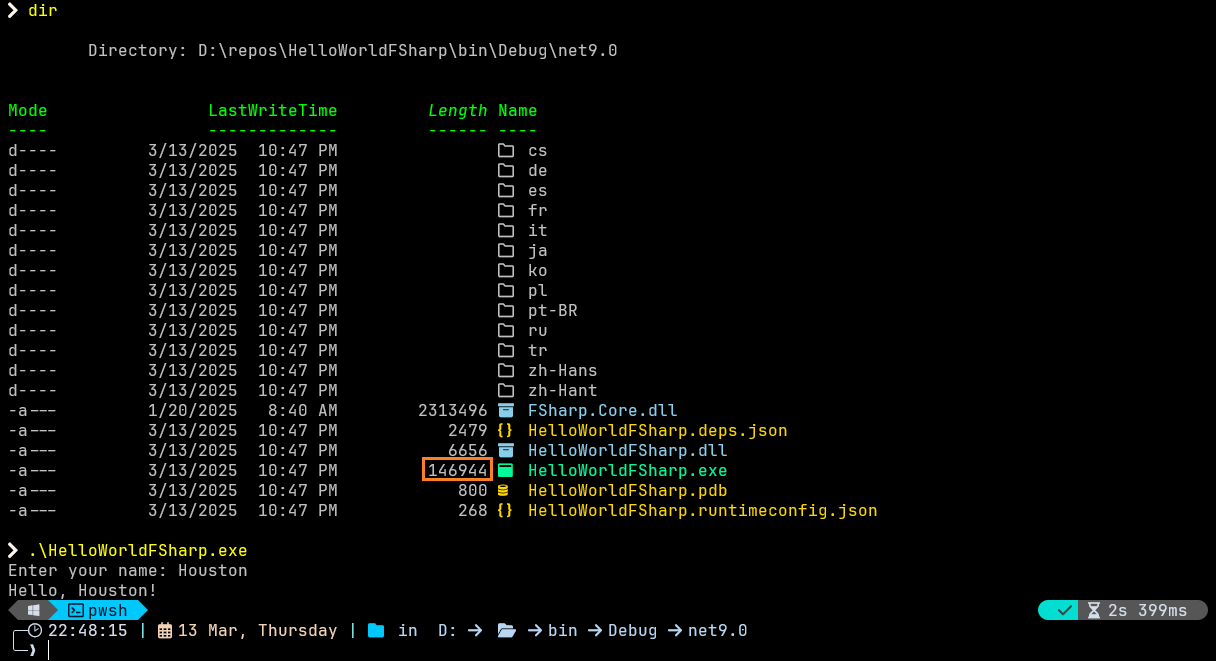 ❯ dir
Directory: D:\repos\HelloWorldFSharp\bin\Debug\net9.0
Mode LastWriteTime Length Name
---- ------------- ------ ----
d---- 3/13/2025 10:47 PM cs
d---- 3/13/2025 10:47 PM de
d---- 3/13/2025 10:47 PM es
d---- 3/13/2025 10:47 PM fr
d---- 3/13/2025 10:47 PM it
d---- 3/13/2025 10:47 PM ja
d---- 3/13/2025 10:47 PM ko
d---- 3/13/2025 10:47 PM pl
d---- 3/13/2025 10:47 PM pt-BR
d---- 3/13/2025 10:47 PM ru
d---- 3/13/2025 10:47 PM tr
d---- 3/13/2025 10:47 PM zh-Hans
d---- 3/13/2025 10:47 PM zh-Hant
-a--- 1/20/2025 8:40 AM 2313496 FSharp.Core.dll
-a--- 3/13/2025 10:47 PM 2479 {} HelloWorldFSharp.deps.json
-a--- 3/13/2025 10:47 PM 6656 HelloWorldFSharp.dll
-a--- 3/13/2025 10:47 PM 146944 HelloWorldFSharp.exe
-a--- 3/13/2025 10:47 PM 800 HelloWorldFSharp.pdb
-a--- 3/13/2025 10:47 PM 268 {} HelloWorldFSharp.runtimeconfig.json
❯ .\HelloWorldFSharp.exe
Enter your name: Houston
Hello, Houston!
pwsh ✓ 2s 399ms
22:48:15 | 13 Mar, Thursday | in D: → → bin → Debug → net9.0